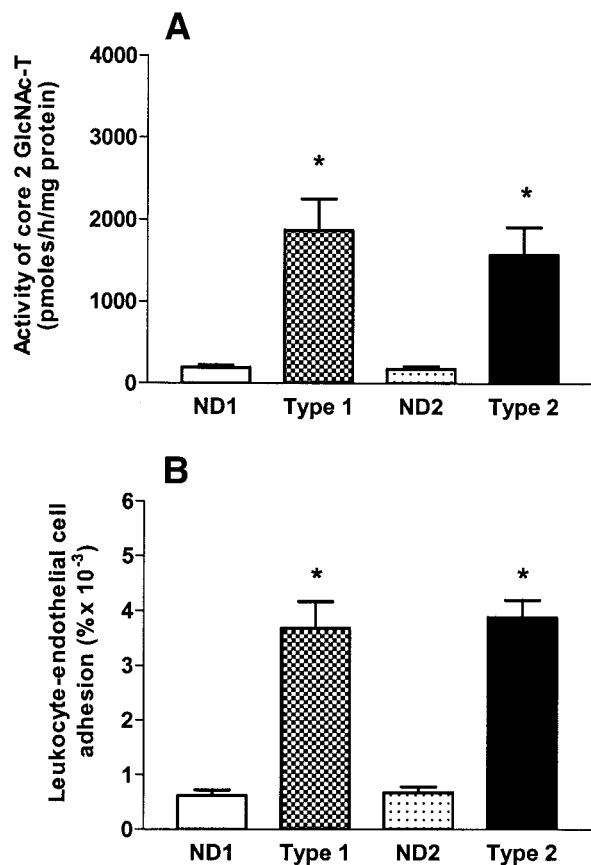 A
Activity of core 2 GlcNAc-T
(pmoles/h/mg protein)
4000
3000
2000
1000
0
*
*
ND1 Type 1 ND2 Type 2
B
Leukocyte-endothelial cell
adhesion (% x 10⁻³)
6
5
4
3
2
1
0
*
*
ND1 Type 1 ND2 Type 2